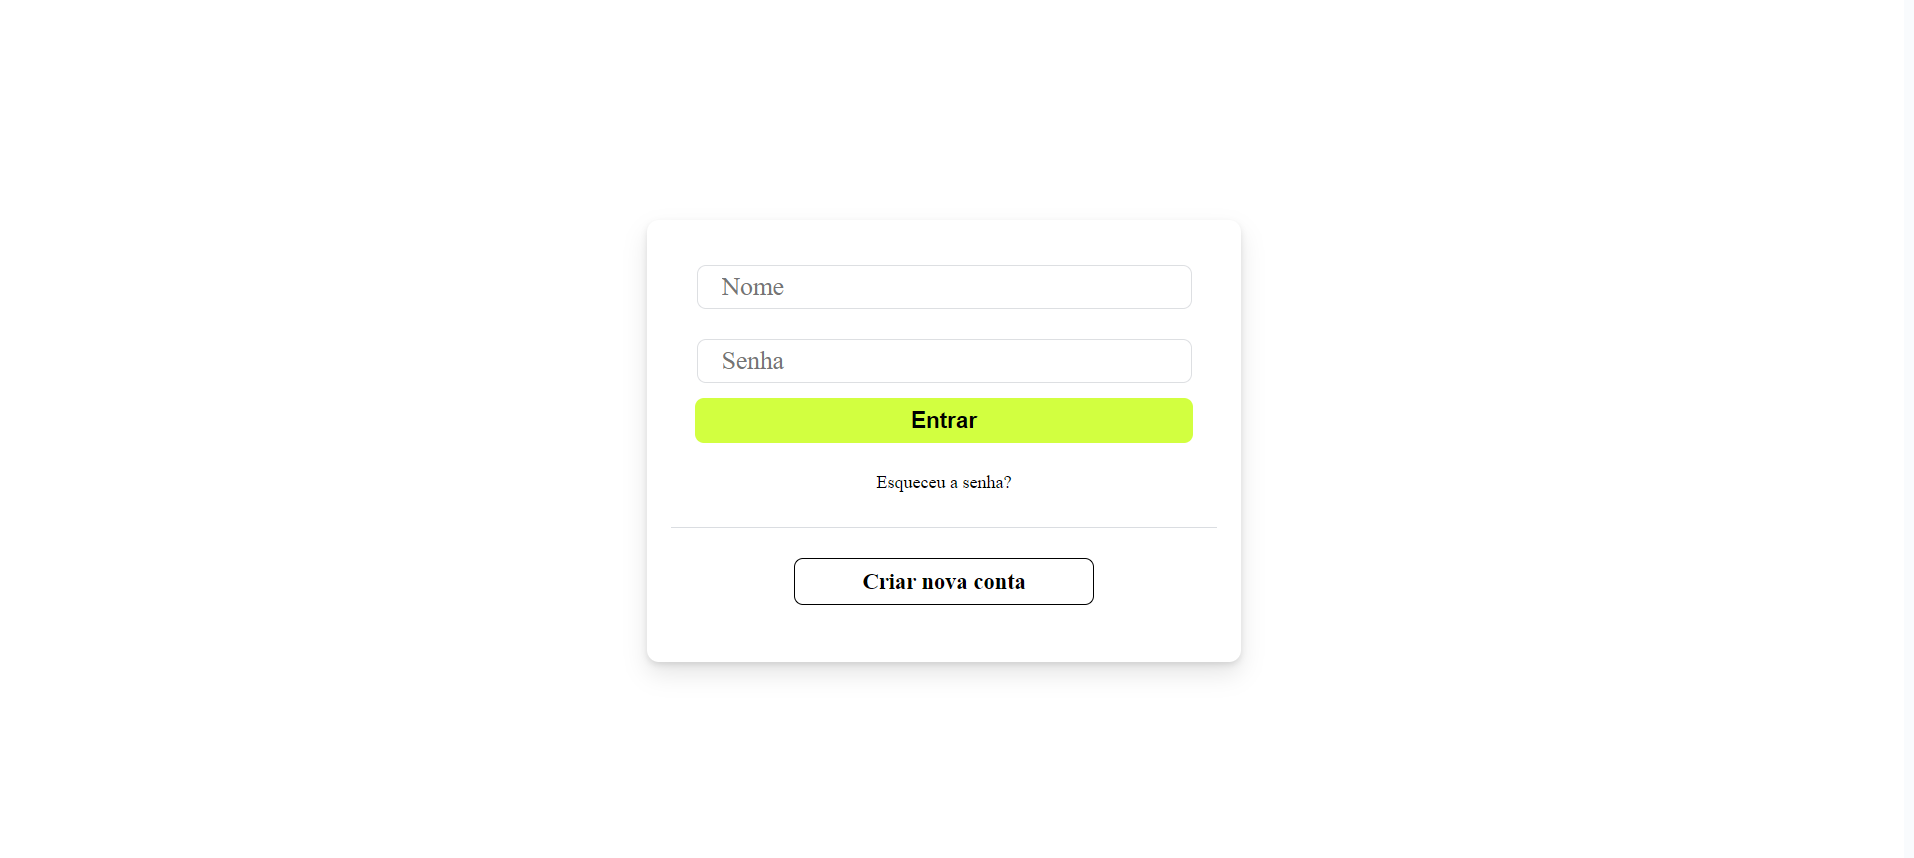 Nome
Senha
Entrar
Esqueceu a senha?
Criar nova conta